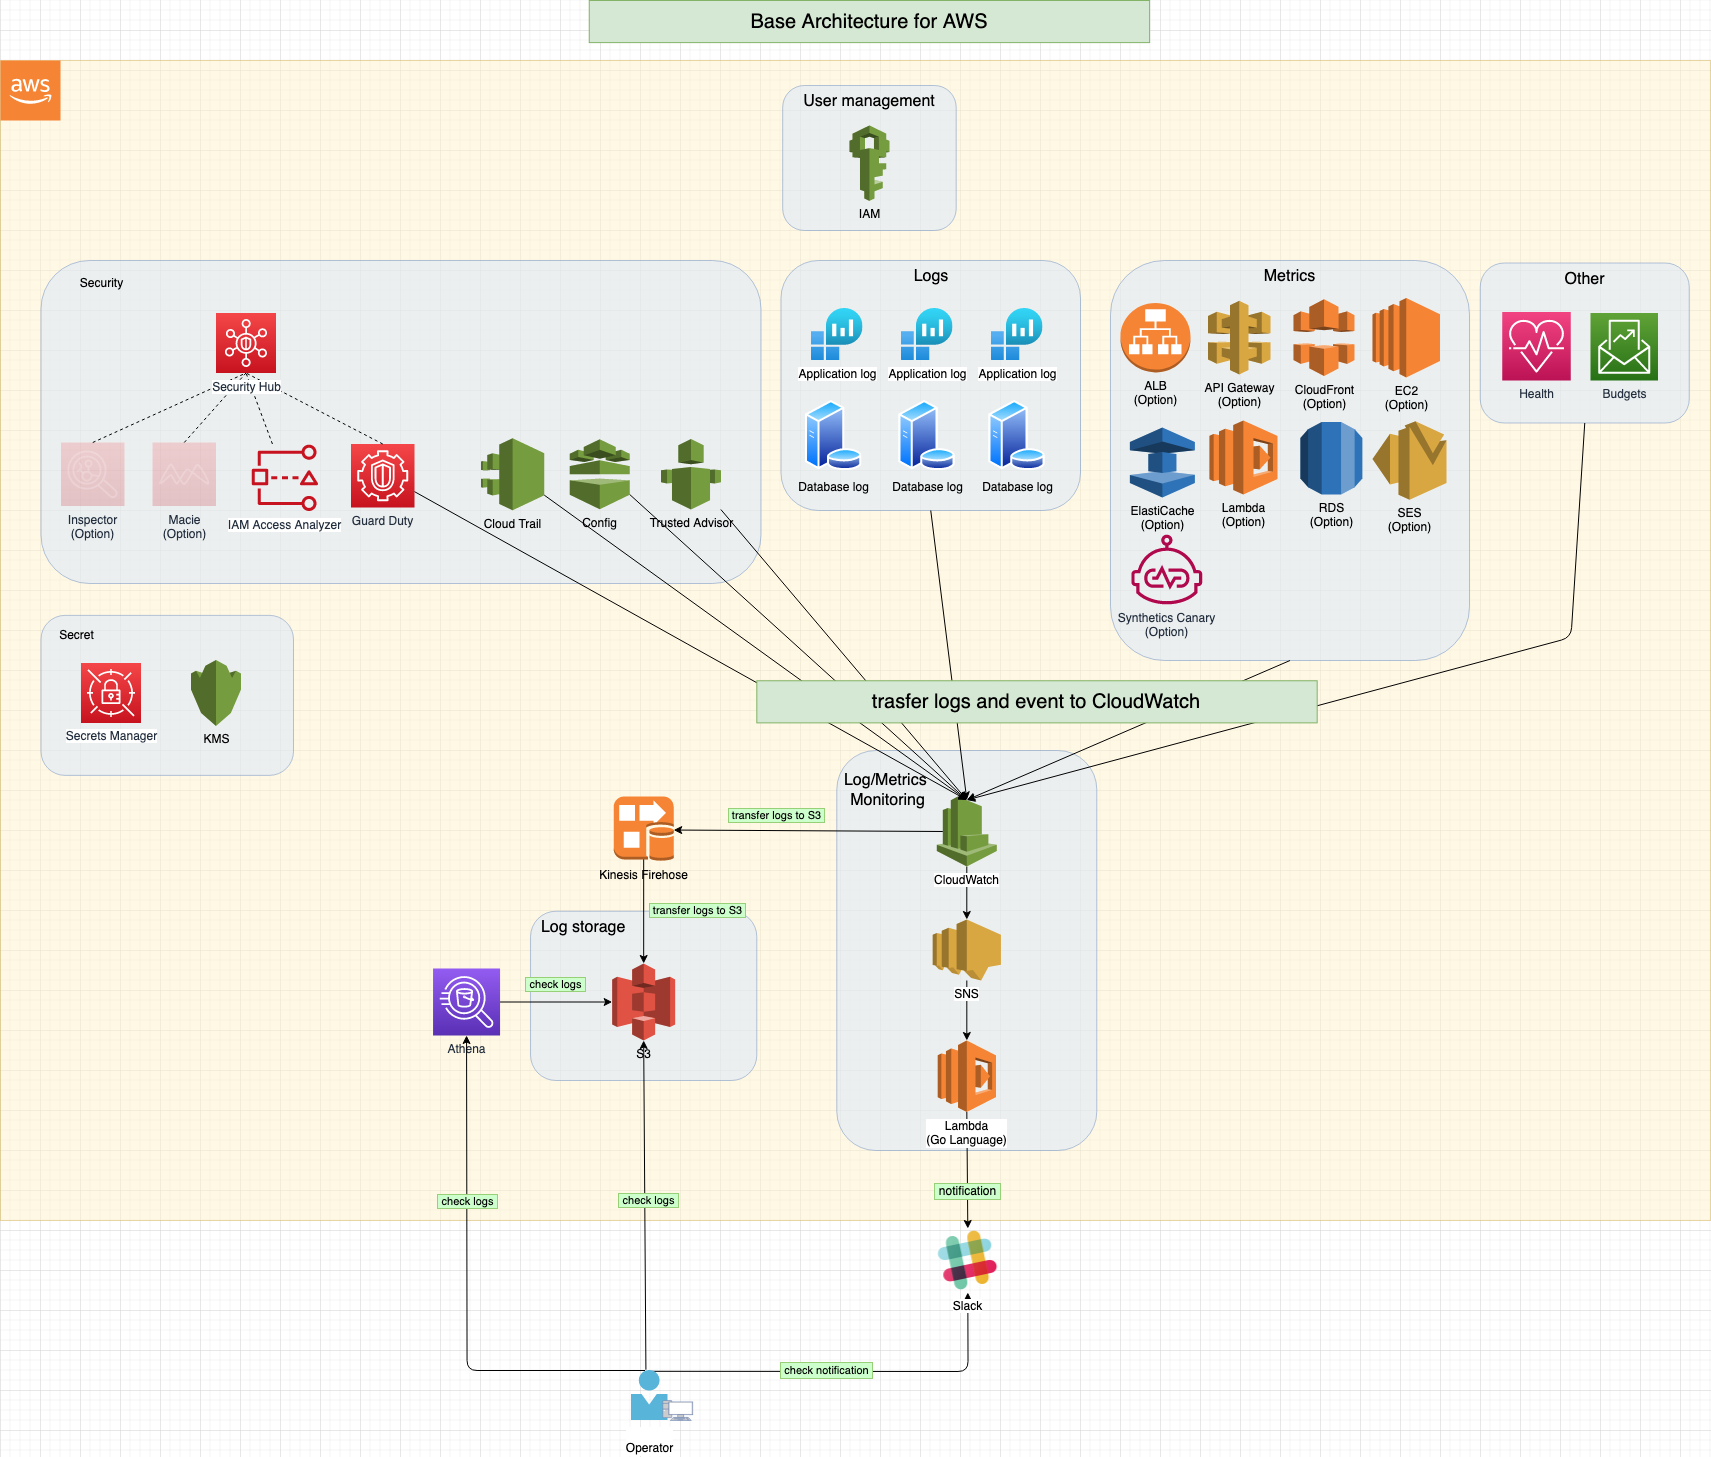 Base Architecture for AWS
aws
User management
IAM
Security
Security Hub
Inspector
(Option)
Macie
(Option)
IAM Access Analyzer
Guard Duty
Cloud Trail
Config
Trusted Advisor
Logs
Application log
Application log
Application log
Database log
Database log
Database log
Metrics
ALB
(Option)
API Gateway
(Option)
CloudFront
(Option)
EC2
(Option)
ElastiCache
(Option)
Lambda
(Option)
RDS
(Option)
SES
(Option)
Synthetics Canary
(Option)
Other
Health
Budgets
Secret
Secrets Manager
KMS
trasfer logs and event to CloudWatch
Log/Metrics
Monitoring
CloudWatch
transfer logs to S3
Kinesis Firehose
transfer logs to S3
Log storage
check logs
Athena
S3
SNS
Lambda
(Go Language)
check logs
check logs
notification
Slack
check notification
Operator